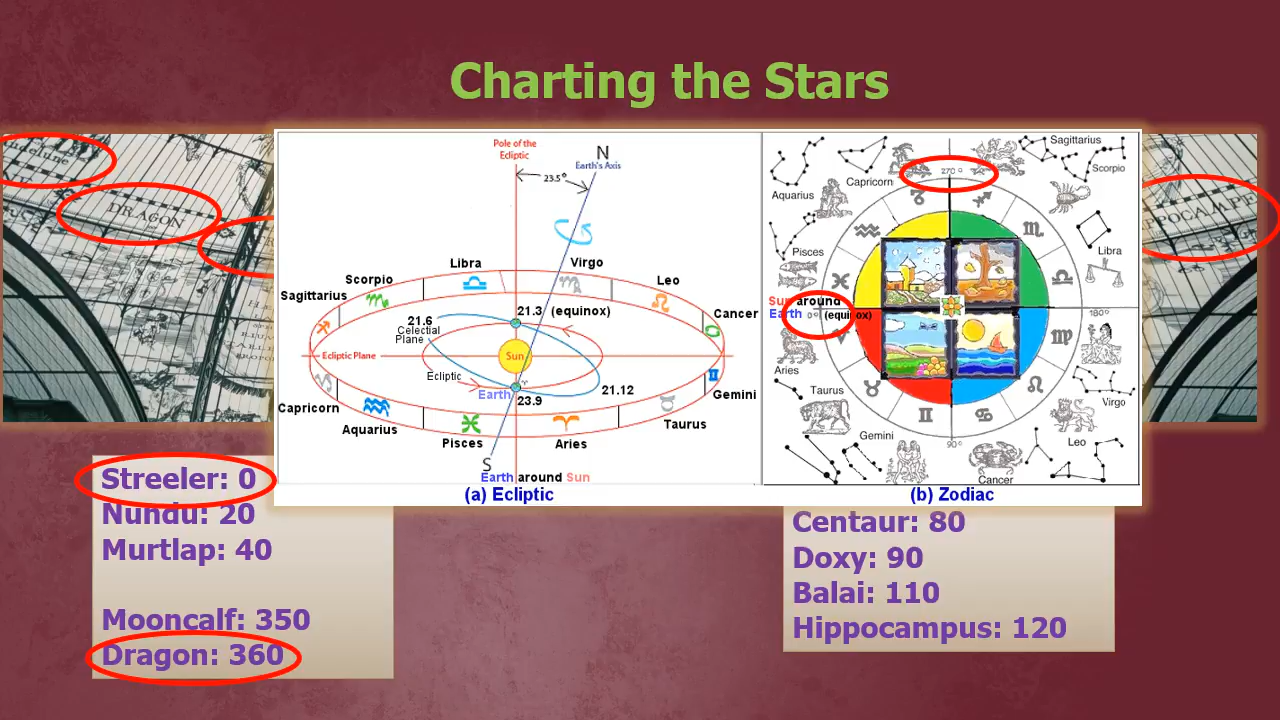 Charting the Stars
DRAGON
Pole of the
Ecliptic
N
Earth's Axis
23.5°
Libra
Virgo
Scorpio
Leo
Sagittarius
Cancer
21.3 (equinox)
21.6
Celectial
Plane
Sun
Ecliptic Plane
Ecliptic
Earth
23.9
21.12
Gemini
Capricorn
Aquarius
Pisces
Aries
Taurus
S
Earth around Sun
(a) Ecliptic
Sagittarius
Capricorn
270°
Scorpio
Aquarius
Pisces
Libra
Sun around
Earth 0° (equinox)
180°
Aries
Taurus
Virgo
Gemini
90°
Leo
Cancer
(b) Zodiac
Streeler: 0
Nundu: 20
Murtlap: 40
Mooncalf: 350
Dragon: 360
Centaur: 80
Doxy: 90
Balai: 110
Hippocampus: 120